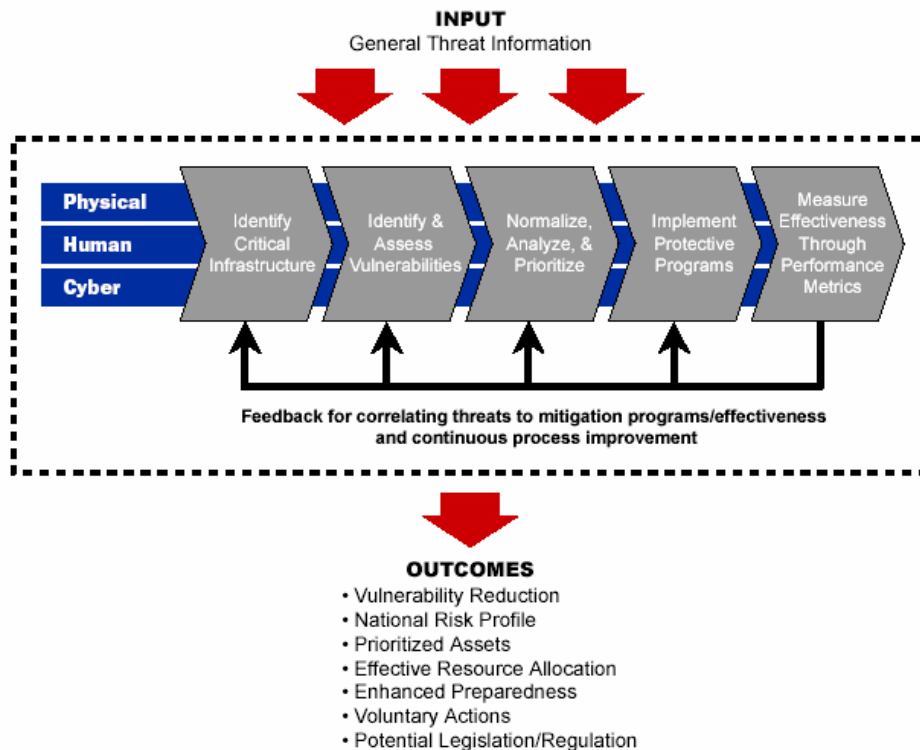 INPUT
General Threat Information
Physical
Human
Cyber
Identify
Critical
Infrastructure
Identify &
Assess
Vulnerabilities
Normalize,
Analyze, &
Prioritize
Implement
Protective
Programs
Measure
Effectiveness
Through
Performance
Metrics
Feedback for correlating threats to mitigation programs/effectiveness
and continuous process improvement
OUTCOMES
• Vulnerability Reduction
• National Risk Profile
• Prioritized Assets
• Effective Resource Allocation
• Enhanced Preparedness
• Voluntary Actions
• Potential Legislation/Regulation